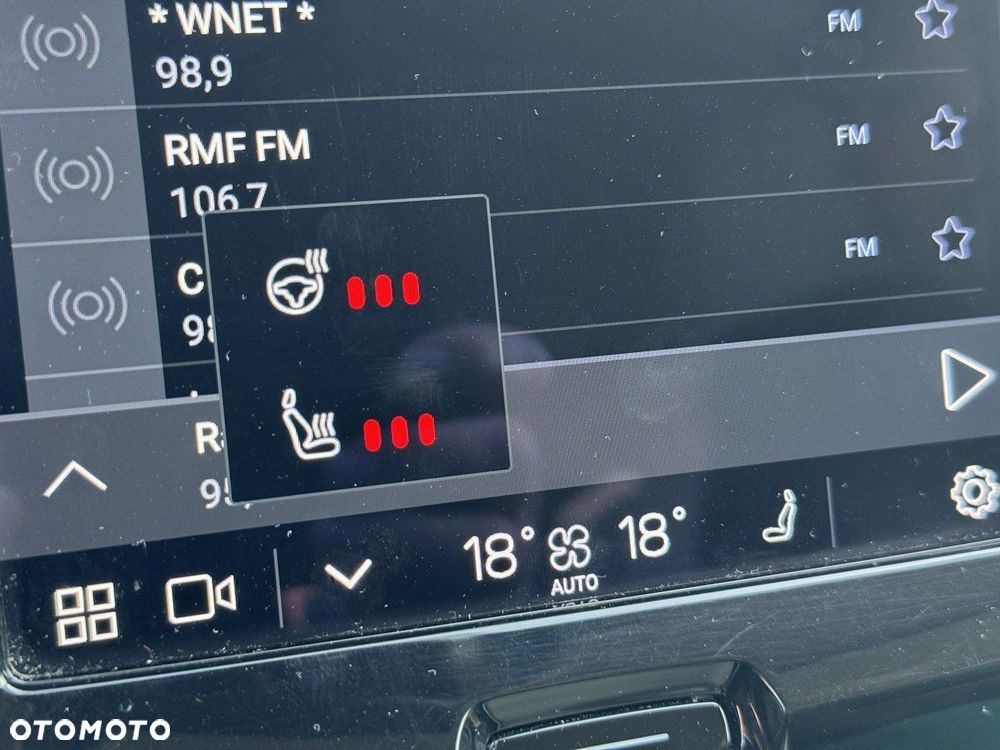 * WNET *
FM
98,9
RMF FM
FM
106,7
FM
18° 18°
AUTO
OTOMOTO